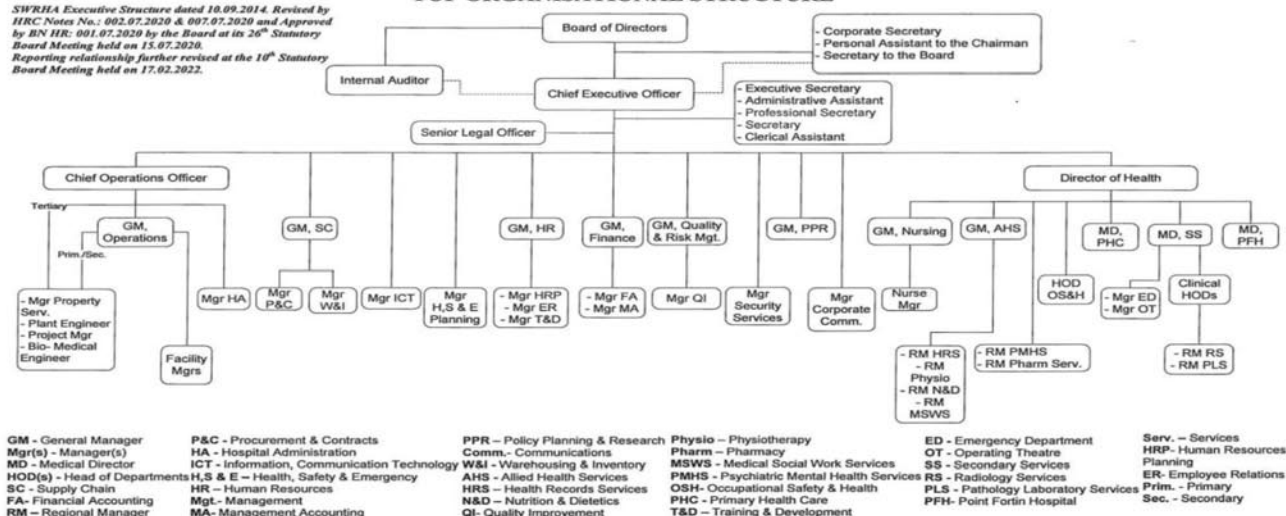 TOP ORGANISATIONAL STRUCTURE
SWRHA Executive Structure dated 10.09.2014. Revised by
HRC Notes No.: 002.07.2020 & 007.07.2020 and Approved
by BN HR: 001.07.2020 by the Board at its 26th Statutory
Board Meeting held on 15.07.2020.
Reporting relationship further revised at the 10th Statutory
Board Meeting held on 17.02.2022.
Board of Directors
- Corporate Secretary
- Personal Assistant to the Chairman
- Secretary to the Board
Internal Auditor
Chief Executive Officer
- Executive Secretary
- Administrative Assistant
- Professional Secretary
- Secretary
- Clerical Assistant
Senior Legal Officer
Chief Operations Officer
Director of Health
Tertiary
GM,
Operations
Prim./Sec.
GM, SC
GM, HR
GM,
Finance
GM, Quality
& Risk Mgt.
GM, PPR
GM, Nursing
GM, AHS
MD,
PHC
MD, SS
MD,
PFH
- Mgr Property
Serv.
- Plant Engineer
- Project Mgr
- Bio- Medical
Engineer
Facility
Mgrs
Mgr HA
Mgr
P&C
Mgr
W&I
Mgr ICT
Mgr
H,S & E
Planning
- Mgr HRP
- Mgr ER
- Mgr T&D
- Mgr FA
- Mgr MA
Mgr QI
Mgr
Security
Services
Mgr
Corporate
Comm.
Nurse
Mgr
- RM HRS
- RM
Physio
- RM N&D
- RM
MSWS
- RM PMHS
- RM Pharm Serv.
HOD
OS&H
- Mgr ED
- Mgr OT
Clinical
HODs
- RM RS
- RM PLS
GM - General Manager
Mgr(s) - Manager(s)
MD - Medical Director
HOD(s) - Head of Departments
SC - Supply Chain
FA- Financial Accounting
RM – Regional Manager
P&C - Procurement & Contracts
HA - Hospital Administration
ICT - Information, Communication Technology
H,S & E – Health, Safety & Emergency
HR – Human Resources
Mgt.- Management
MA- Management Accounting
PPR – Policy Planning & Research
Comm.- Communications
W&I - Warehousing & Inventory
AHS - Allied Health Services
HRS – Health Records Services
N&D – Nutrition & Dietetics
QI- Quality Improvement
Physio – Physiotherapy
Pharm – Pharmacy
MSWS - Medical Social Work Services
PMHS - Psychiatric Mental Health Services
OSH- Occupational Safety & Health
PHC - Primary Health Care
T&D – Training & Development
ED - Emergency Department
OT - Operating Theatre
SS - Secondary Services
RS - Radiology Services
PLS - Pathology Laboratory Services
PFH- Point Fortin Hospital
Serv. – Services
HRP- Human Resources
Planning
ER- Employee Relations
Prim. - Primary
Sec. - Secondary